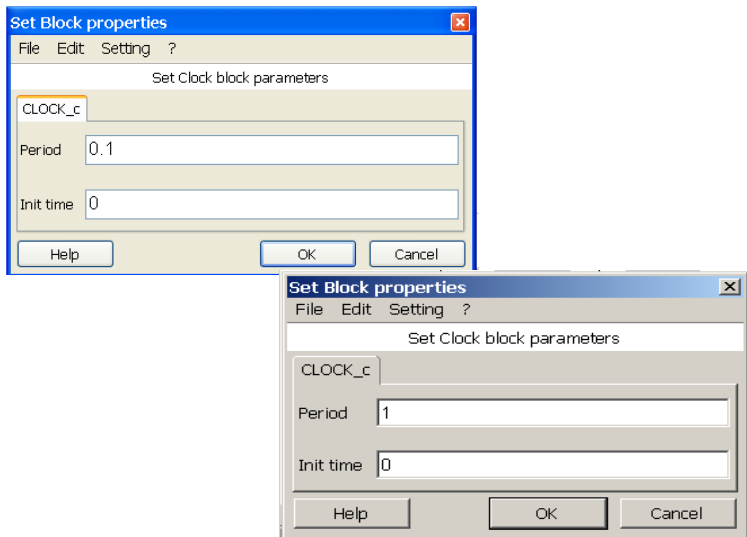 Set Block properties
File Edit Setting ?
Set Clock block parameters
CLOCK_c
Period 0.1
Init time 0
Help OK Cancel
Set Block properties
File Edit Setting ?
Set Clock block parameters
CLOCK_c
Period 1
Init time 0
Help OK Cancel